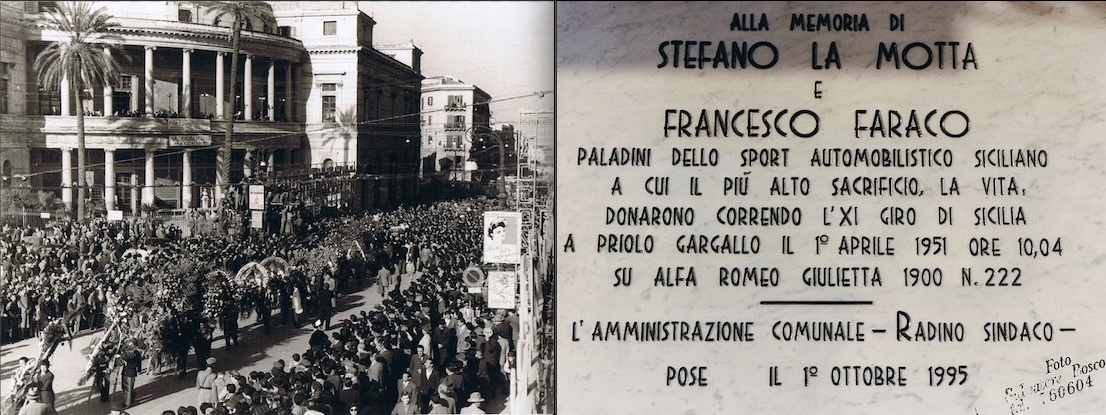 ALLA MEMORIA DI
STEFANO LA MOTTA
E
FRANCESCO FARACO
PALADINI DELLO SPORT AUTOMOBILISTICO SICILIANO
A CUI IL PIŨ ALTO SACRIFICIO, LA VITA,
DONARONO CORRENDO L'XI GIRO DI SICILIA
A PRIOLO GARGALLO IL 1º APRILE 1951 ORE 10,04
SU ALFA ROMEO GIULIETTA 1900 N. 222
L'AMMINISTRAZIONE COMUNALE – RADINO SINDACO –
POSE IL 1º OTTOBRE 1995
Foto
Bosco